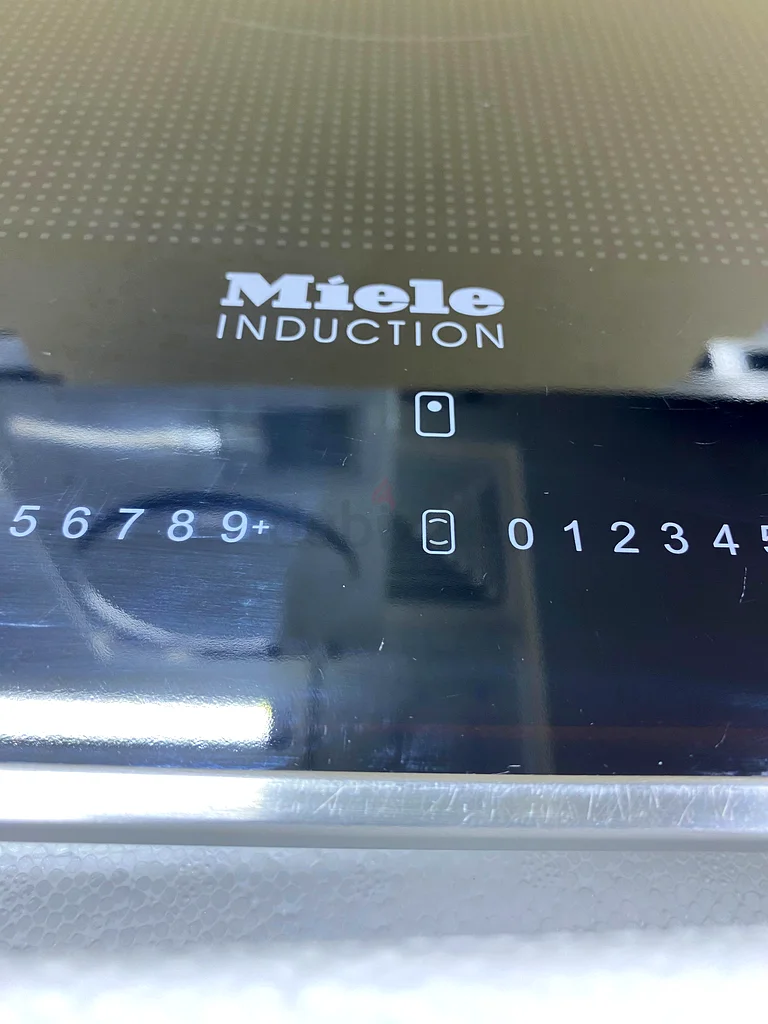 Miele
INDUCTION
5 6 7 8 9+
0 1 2 3 4